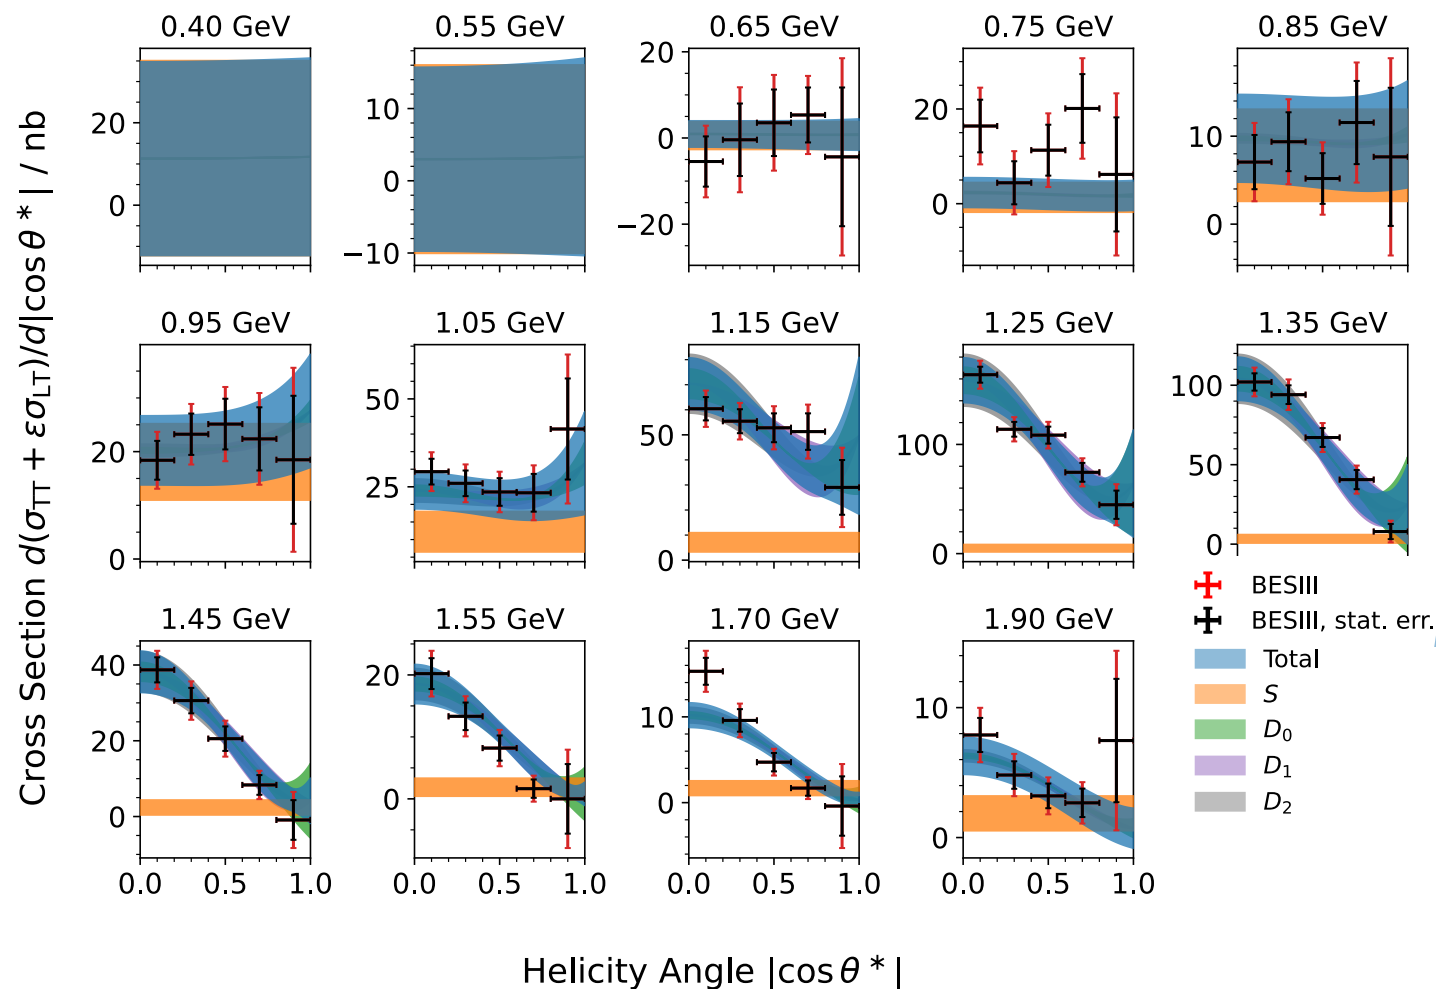 0.40 GeV 0.55 GeV 0.65 GeV 0.75 GeV 0.85 GeV
20
0
10
0
−10
20
0
−20
20
0
10
0
0.95 GeV 1.05 GeV 1.15 GeV 1.25 GeV 1.35 GeV
20
0
50
25
0
50
0
100
0
100
50
0
1.45 GeV 1.55 GeV 1.70 GeV 1.90 GeV
40
20
0
20
0
10
0
10
0
0.0 0.5 1.0 0.0 0.5 1.0 0.0 0.5 1.0 0.0 0.5 1.0
BESIII
BESIII, stat. err.
Total
S
D₀
D₁
D₂
Cross Section d(σ_TT + εσ_LT)/d|cos θ *| / nb
Helicity Angle |cos θ *|